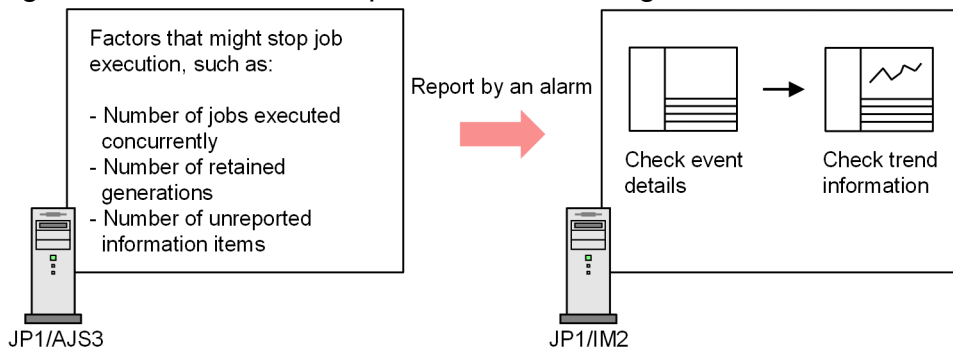 Factors that might stop job
execution, such as:
- Number of jobs executed
concurrently
- Number of retained
generations
- Number of unreported
information items
JP1/AJS3
Report by an alarm
Check event
details
Check trend
information
JP1/IM2